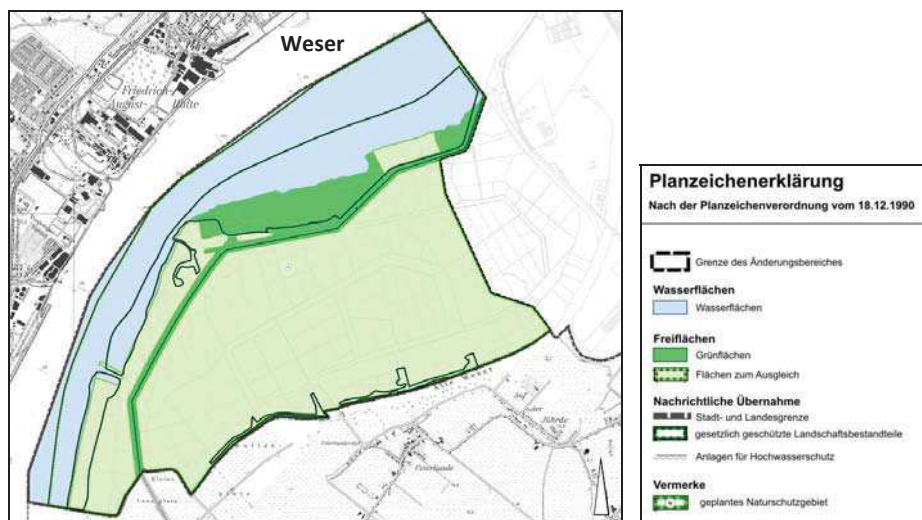 Weser
Friedrich-
August-
Hütte
Planzeichenerklärung
Nach der Planzeichenverordnung vom 18.12.1990
Grenze des Änderungsbereiches
Wasserflächen
Wasserflächen
Freiflächen
Grünflächen
Flächen zum Ausgleich
Nachrichtliche Übernahme
Stadt- und Landesgrenze
gesetzlich geschützte Landschaftsbestandteile
Anlagen für Hochwasserschutz
Vermerke
geplantes Naturschutzgebiet